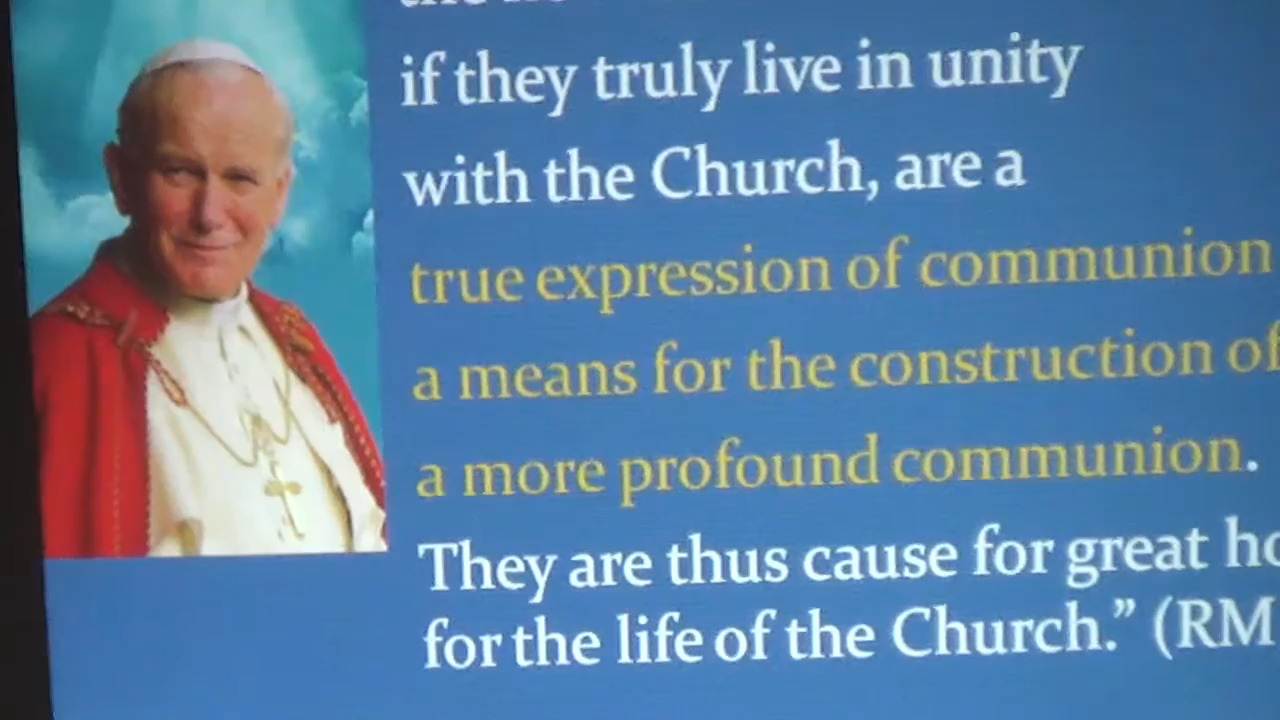 if they truly live in unity
with the Church, are a
true expression of communion
a means for the construction of
a more profound communion.
They are thus cause for great
for the life of the Church.” (RM